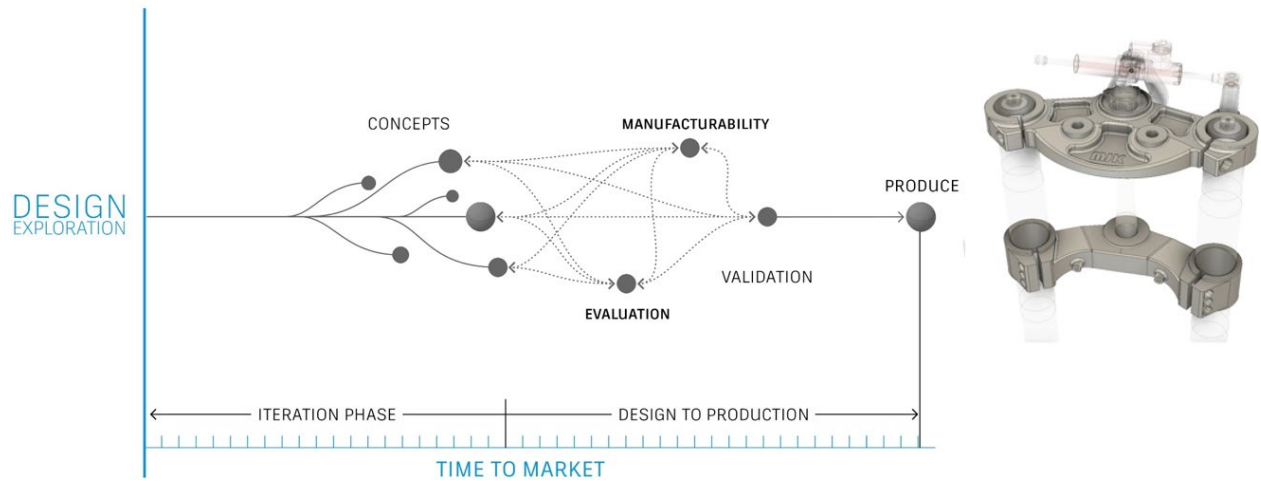 CONCEPTS
MANUFACTURABILITY
PRODUCE
DESIGN
EXPLORATION
VALIDATION
EVALUATION
ITERATION PHASE
DESIGN TO PRODUCTION
TIME TO MARKET